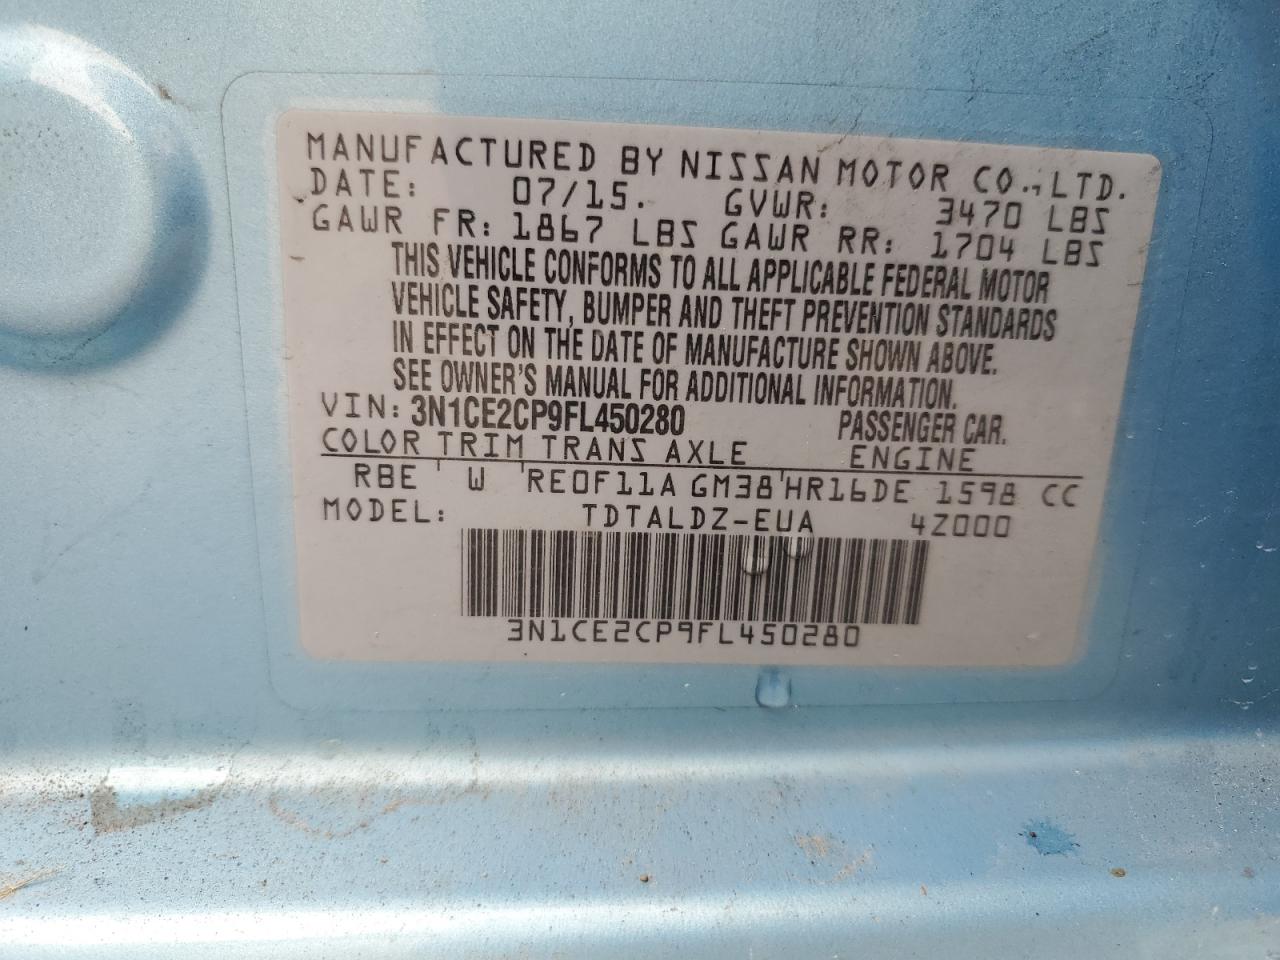 MANUFACTURED BY NISSAN MOTOR CO., LTD.
DATE: 07/15. GVWR: 3470 LBS
GAWR FR: 1867 LBS GAWR RR: 1704 LBS
THIS VEHICLE CONFORMS TO ALL APPLICABLE FEDERAL MOTOR
VEHICLE SAFETY, BUMPER AND THEFT PREVENTION STANDARDS
IN EFFECT ON THE DATE OF MANUFACTURE SHOWN ABOVE.
SEE OWNER'S MANUAL FOR ADDITIONAL INFORMATION.
VIN: 3N1CE2CP9FL450280 PASSENGER CAR.
COLOR TRIM TRANS AXLE ENGINE
RBE W RE0F11A GM38 HR16DE 1598 CC
MODEL: TDTALDZ-EUA 4Z000
3N1CE2CP9FL450280